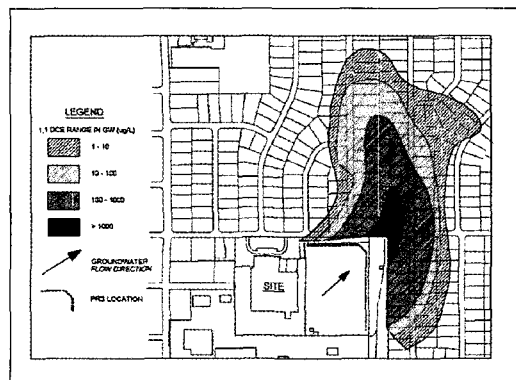 LEGEND
1,1 DCE RANGE IN GW (ug/L)
1 - 10
10 - 100
100 - 1000
> 1000
GROUNDWATER
FLOW DIRECTION
PRS LOCATION
SITE